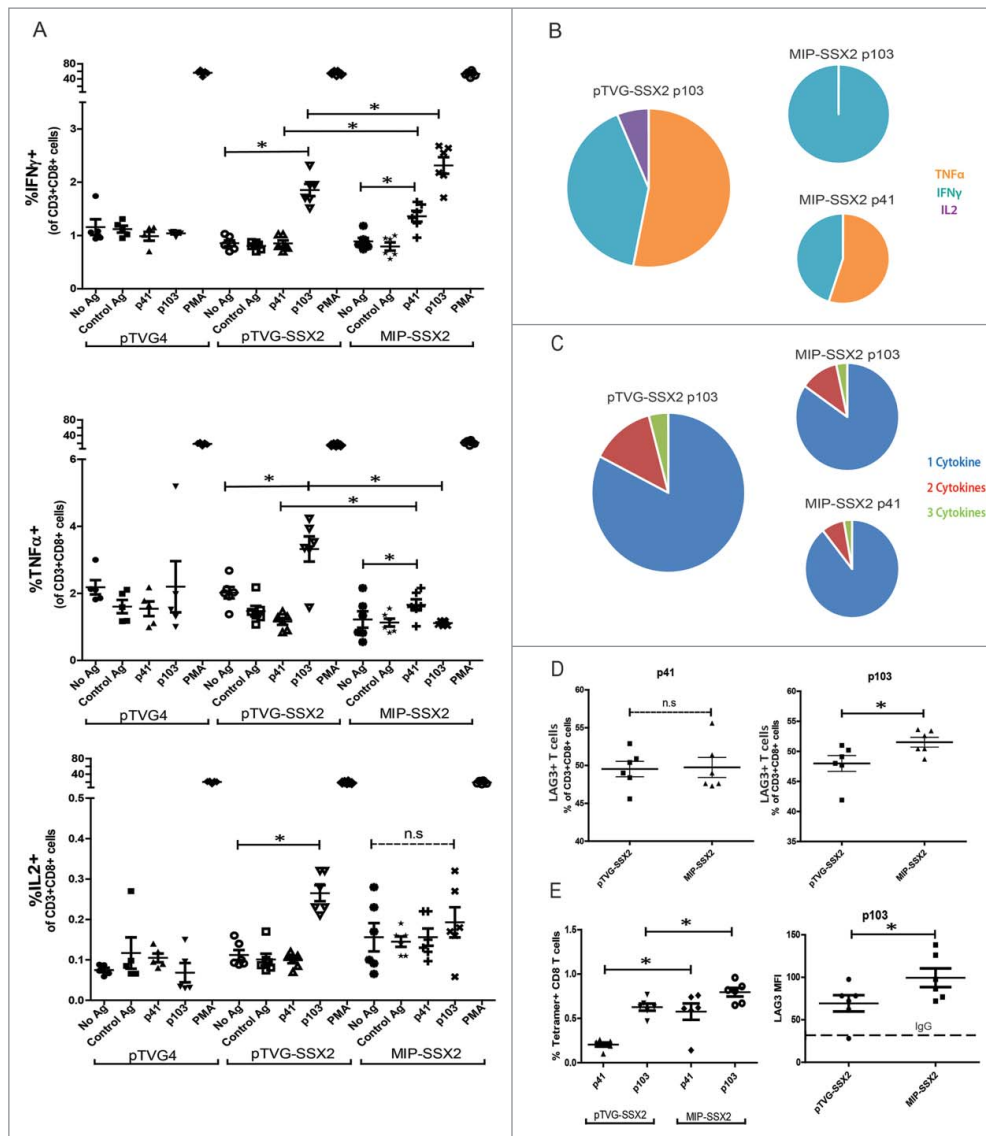 A
80
40
3
2
1
0
%IFNγ+
(of CD3+CD8+ cells)
*
*
*
*
No Ag
Control Ag
p41
p103
PMA
No Ag
Control Ag
p41
p103
PMA
No Ag
Control Ag
p41
p103
PMA
pTVG4
pTVG-SSX2
MIP-SSX2
80
40
6
4
2
0
%TNFα+
(of CD3+CD8+ cells)
*
*
*
*
No Ag
Control Ag
p41
p103
PMA
No Ag
Control Ag
p41
p103
PMA
No Ag
Control Ag
p41
p103
PMA
pTVG4
pTVG-SSX2
MIP-SSX2
80
40
0.4
0.3
0.2
0.1
0.0
%IL2+
of CD3+CD8+ cells)
*
n.s
No Ag
Control Ag
p41
p103
PMA
No Ag
Control Ag
p41
p103
PMA
No Ag
Control Ag
p41
p103
PMA
pTVG4
pTVG-SSX2
MIP-SSX2
B
pTVG-SSX2 p103
MIP-SSX2 p103
MIP-SSX2 p41
TNFα
IFNγ
IL2
C
pTVG-SSX2 p103
MIP-SSX2 p103
MIP-SSX2 p41
1 Cytokine
2 Cytokines
3 Cytokines
D
p41
LAG3+ T cells
% of CD3+CD8+ cells)
60
55
50
45
40
n.s
pTVG-SSX2
MIP-SSX2
p103
LAG3+ T cells
% of CD3+CD8+ cells)
65
60
55
50
45
40
35
*
pTVG-SSX2
MIP-SSX2
E
% Tetramer+ CD8 T cells
1.5
1.0
0.5
0.0
*
*
p41
p103
p41
p103
pTVG-SSX2
MIP-SSX2
p103
LAG3 MFI
150
100
50
0
*
IgG
pTVG-SSX2
MIP-SSX2